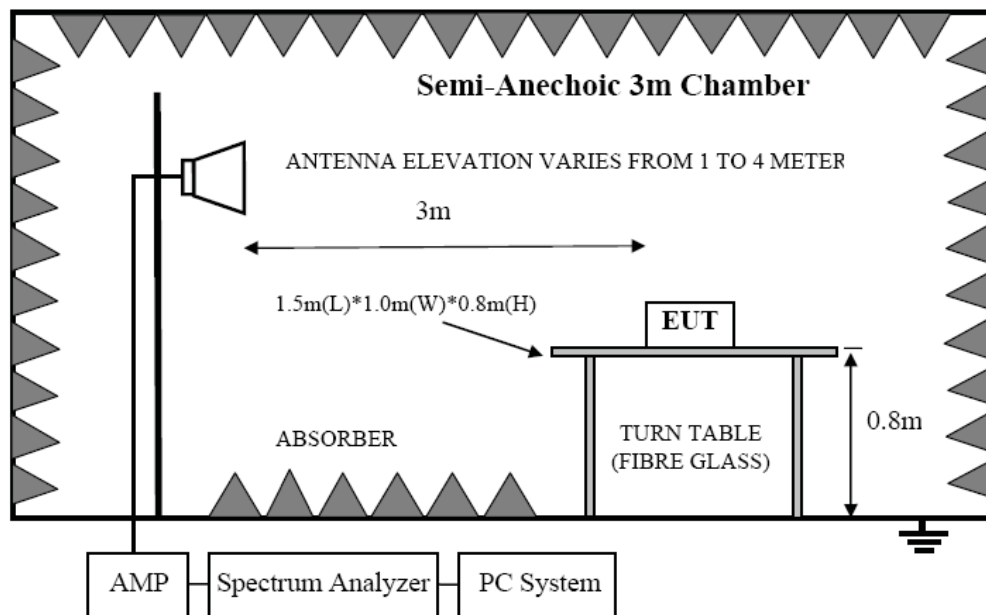 Semi-Anechoic 3m Chamber
ANTENNA ELEVATION VARIES FROM 1 TO 4 METER
3m
1.5m(L)*1.0m(W)*0.8m(H)
EUT
0.8m
ABSORBER
TURN TABLE
(FIBRE GLASS)
AMP
Spectrum Analyzer
PC System